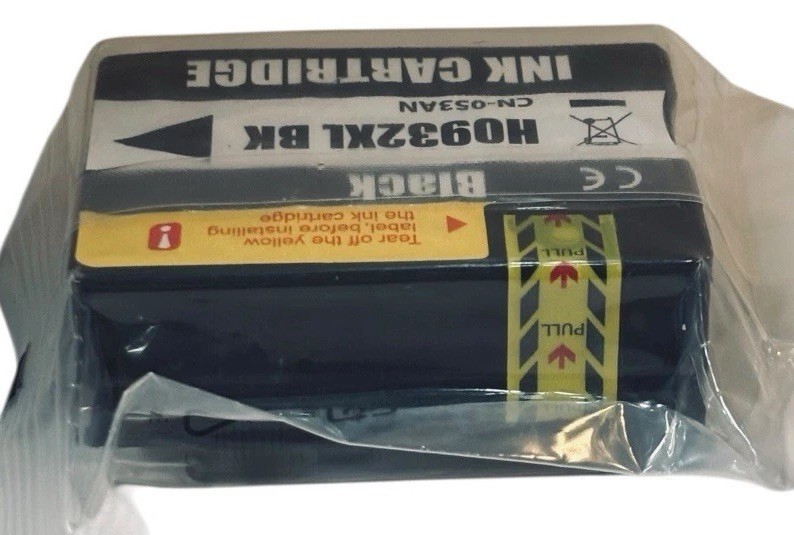 INK CARTRIDGE
CN-053AN
H0932XL BK
CE
Black
Tear off the yellow
label, before installing
the ink cartridge
PULL
PULL
PULL